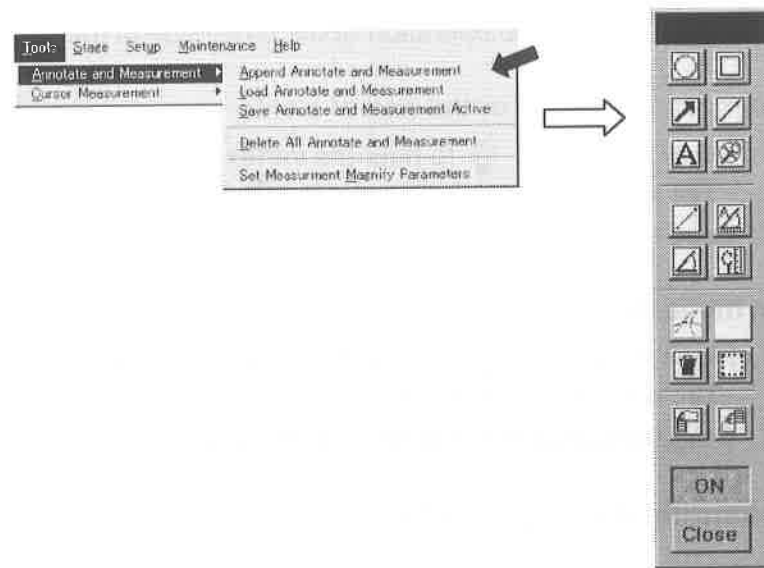 Tools Stage Setup Maintenance Help
Annotate and Measurement
Cursor Measurement
Append Annotate and Measurement
Load Annotate and Measurement
Save Annotate and Measurement Active
Delete All Annotate and Measurement
Set Measurment Magnify Parameters
A
ON
Close